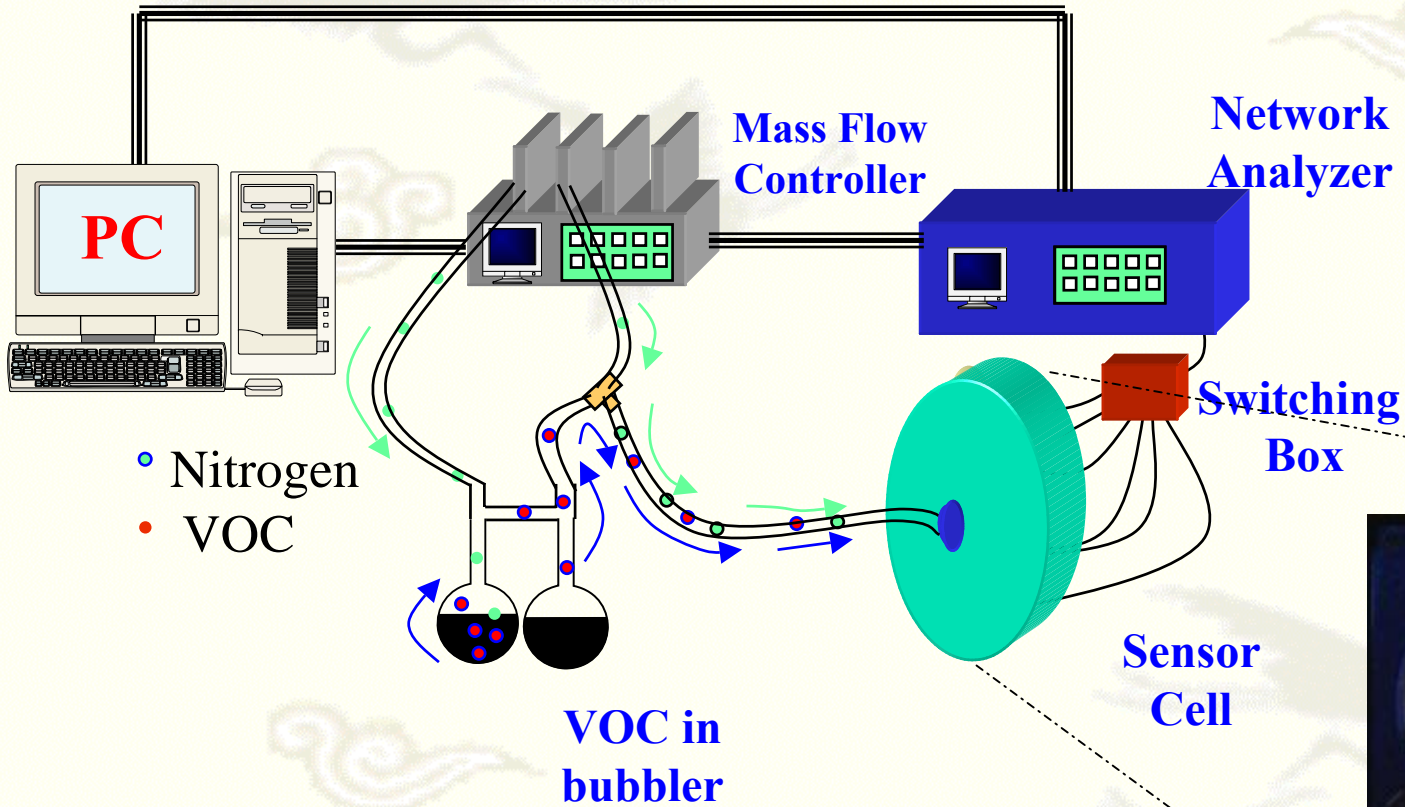 Mass Flow
Controller
Network
Analyzer
PC
Switching
Box
Nitrogen
VOC
Sensor
Cell
VOC in
bubbler